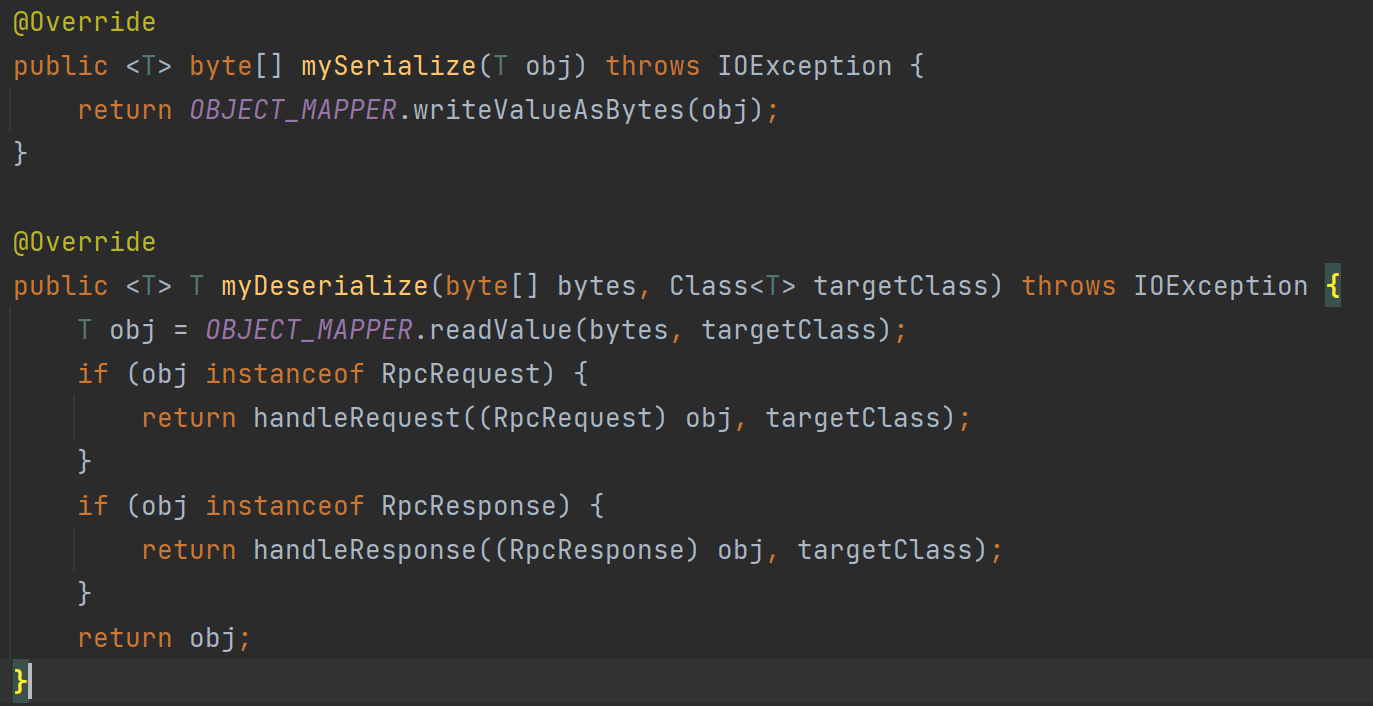 @Override
public <T> byte[] mySerialize(T obj) throws IOException {
    return OBJECT_MAPPER.writeValueAsBytes(obj);
}

@Override
public <T> T myDeserialize(byte[] bytes, Class<T> targetClass) throws IOException {
    T obj = OBJECT_MAPPER.readValue(bytes, targetClass);
    if (obj instanceof RpcRequest) {
        return handleRequest((RpcRequest) obj, targetClass);
    }
    if (obj instanceof RpcResponse) {
        return handleResponse((RpcResponse) obj, targetClass);
    }
    return obj;
}